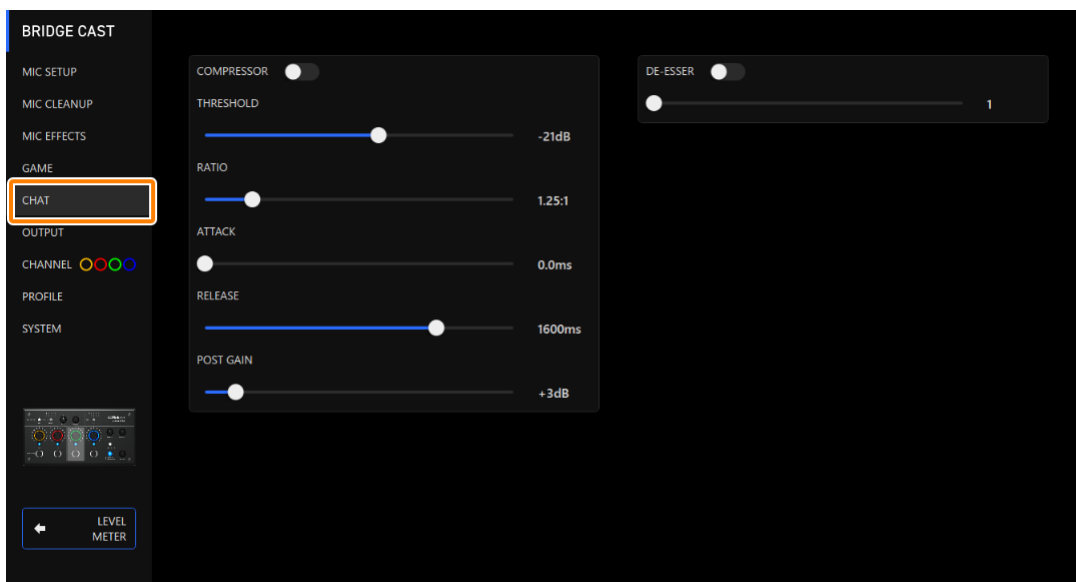 BRIDGE CAST
MIC SETUP
MIC CLEANUP
MIC EFFECTS
GAME
CHAT
OUTPUT
CHANNEL
PROFILE
SYSTEM
LEVEL
METER
COMPRESSOR
THRESHOLD
-21dB
RATIO
1.25:1
ATTACK
0.0ms
RELEASE
1600ms
POST GAIN
+3dB
DE-ESSER
1